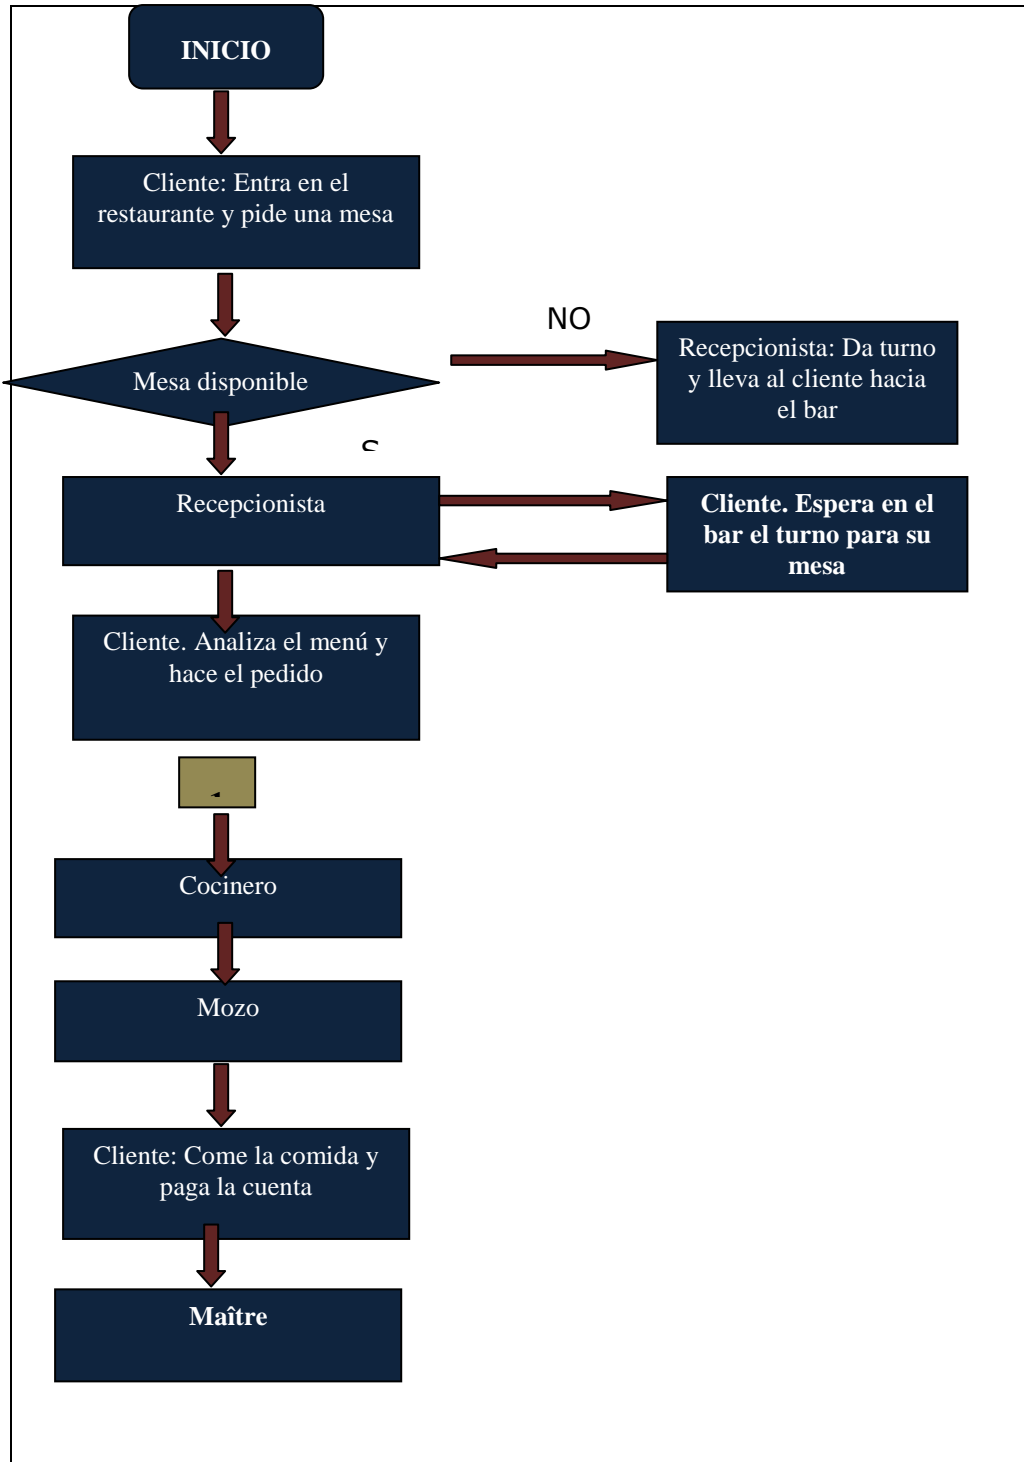 INICIO
Cliente: Entra en el
restaurante y pide una mesa
NO
Mesa disponible
Recepcionista: Da turno
y lleva al cliente hacia
el bar
Recepcionista
Cliente. Espera en el
bar el turno para su
mesa
Cliente. Analiza el menú y
hace el pedido
Cocinero
Mozo
Cliente: Come la comida y
paga la cuenta
Maître